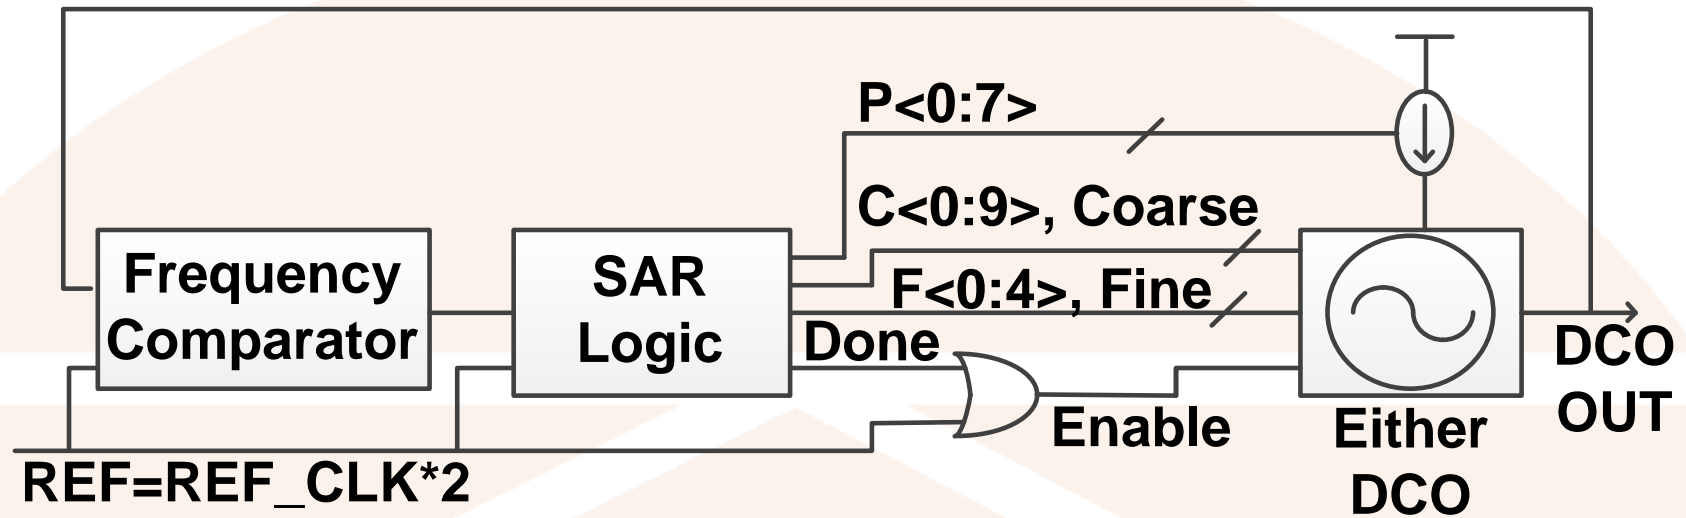 P<0:7>
C<0:9>, Coarse
Frequency
Comparator
SAR
Logic
F<0:4>, Fine
Done
Enable
Either
DCO
DCO
OUT
REF=REF_CLK*2